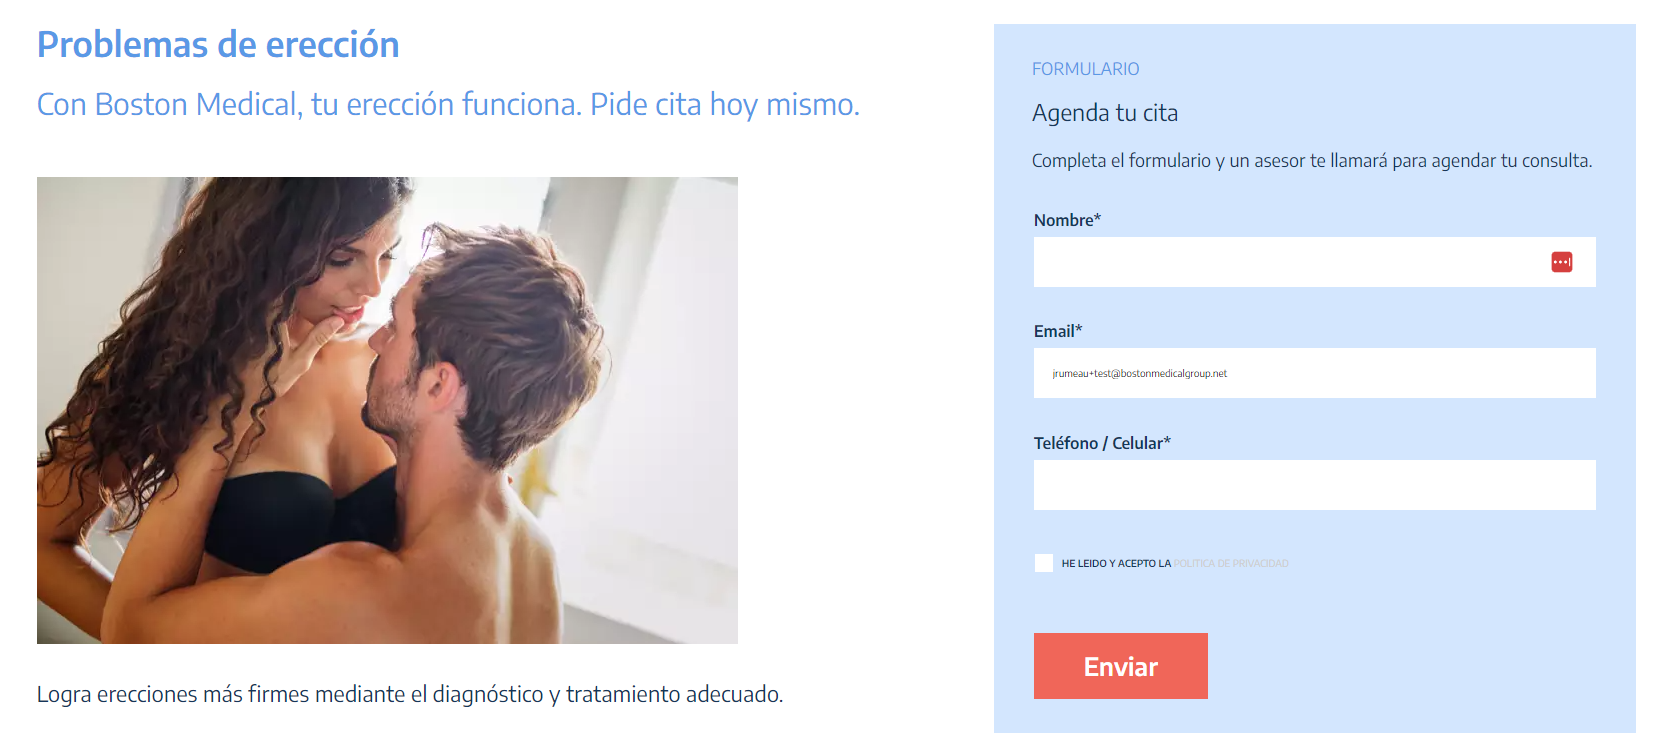 Problemas de erección
Con Boston Medical, tu erección funciona. Pide cita hoy mismo.
Logra erecciones más firmes mediante el diagnóstico y tratamiento adecuado.
FORMULARIO
Agenda tu cita
Completa el formulario y un asesor te llamará para agendar tu consulta.
Nombre*
Email*
jrumeau+test@bostonmedicalgroup.net
Teléfono / Celular*
HE LEIDO Y ACEPTO LA POLITICA DE PRIVACIDAD
Enviar